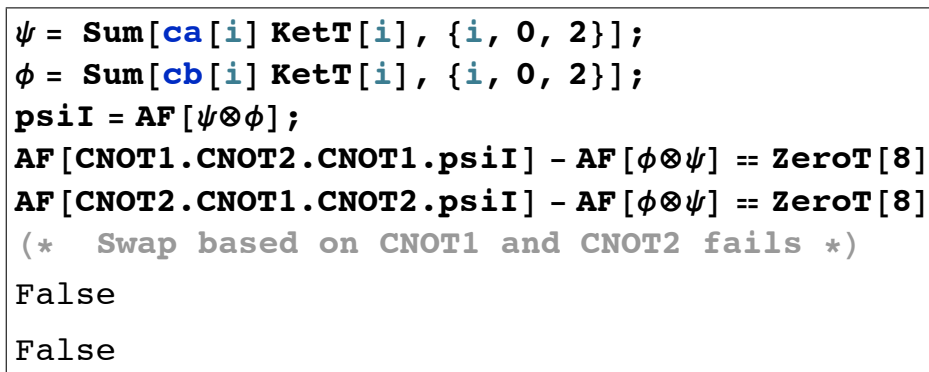 ψ = Sum[ca[i] KetT[i], {i, 0, 2}];
ϕ = Sum[cb[i] KetT[i], {i, 0, 2}];
psiI = AF[ψ⊗ϕ];
AF[CNOT1.CNOT2.CNOT1.psiI] - AF[ϕ⊗ψ] == ZeroT[8]
AF[CNOT2.CNOT1.CNOT2.psiI] - AF[ϕ⊗ψ] == ZeroT[8]
(* Swap based on CNOT1 and CNOT2 fails *)
False
False